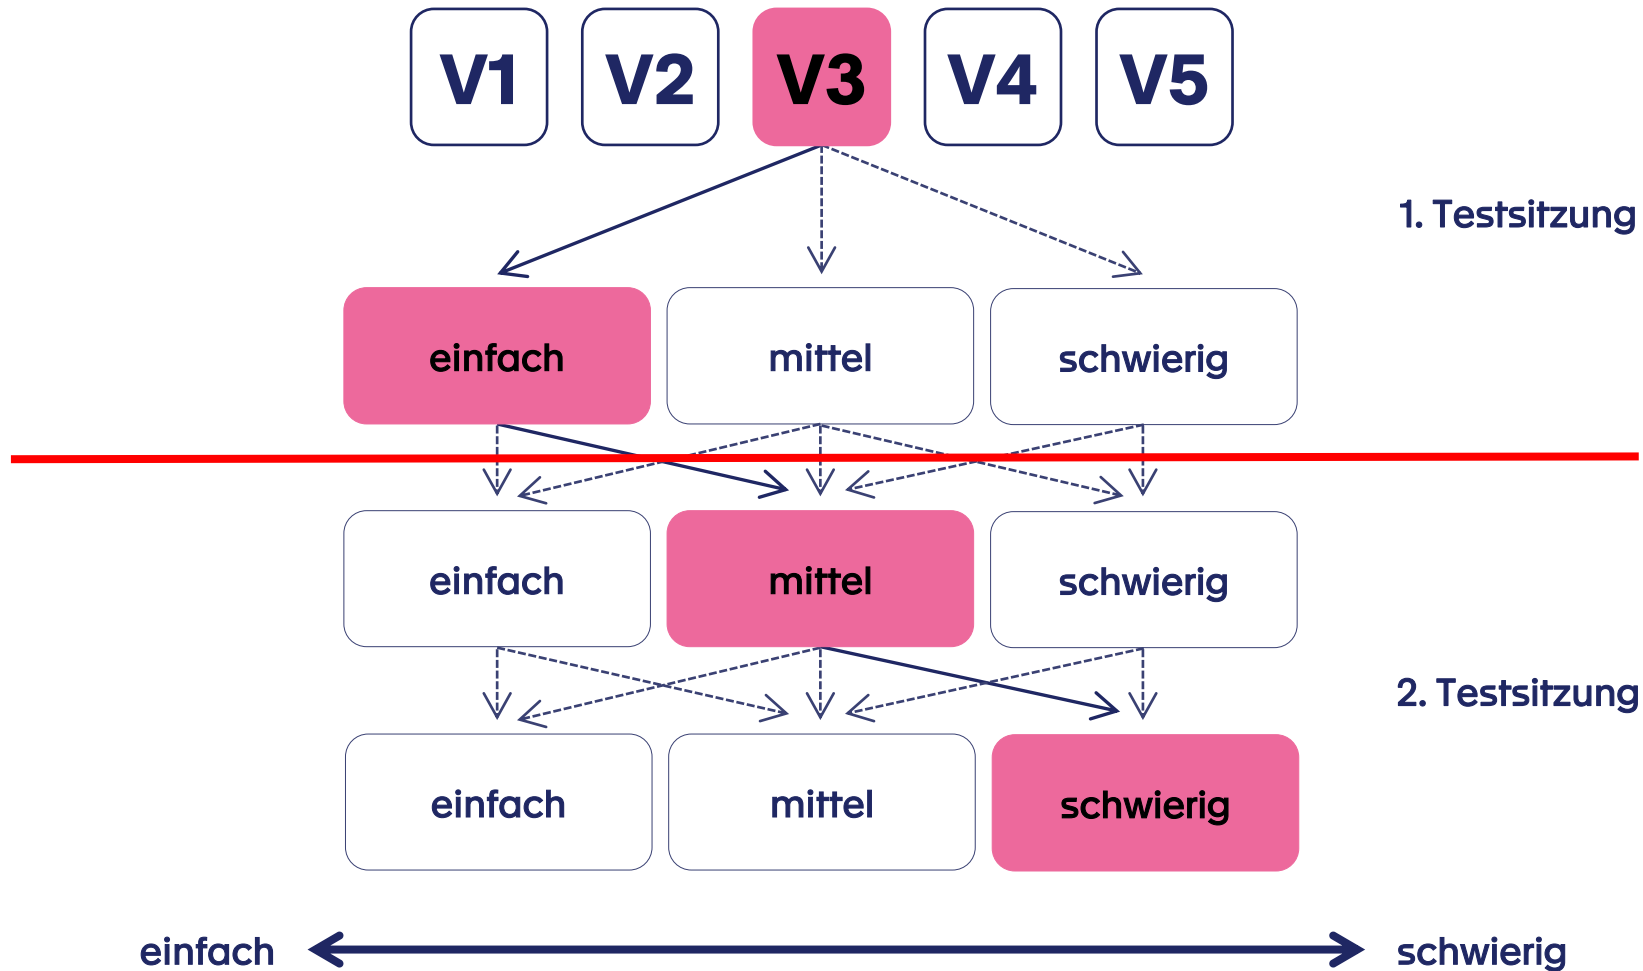 V1 V2 V3 V4 V5
1. Testsitzung
einfach mittel schwierig
einfach mittel schwierig
2. Testsitzung
einfach mittel schwierig
einfach schwierig